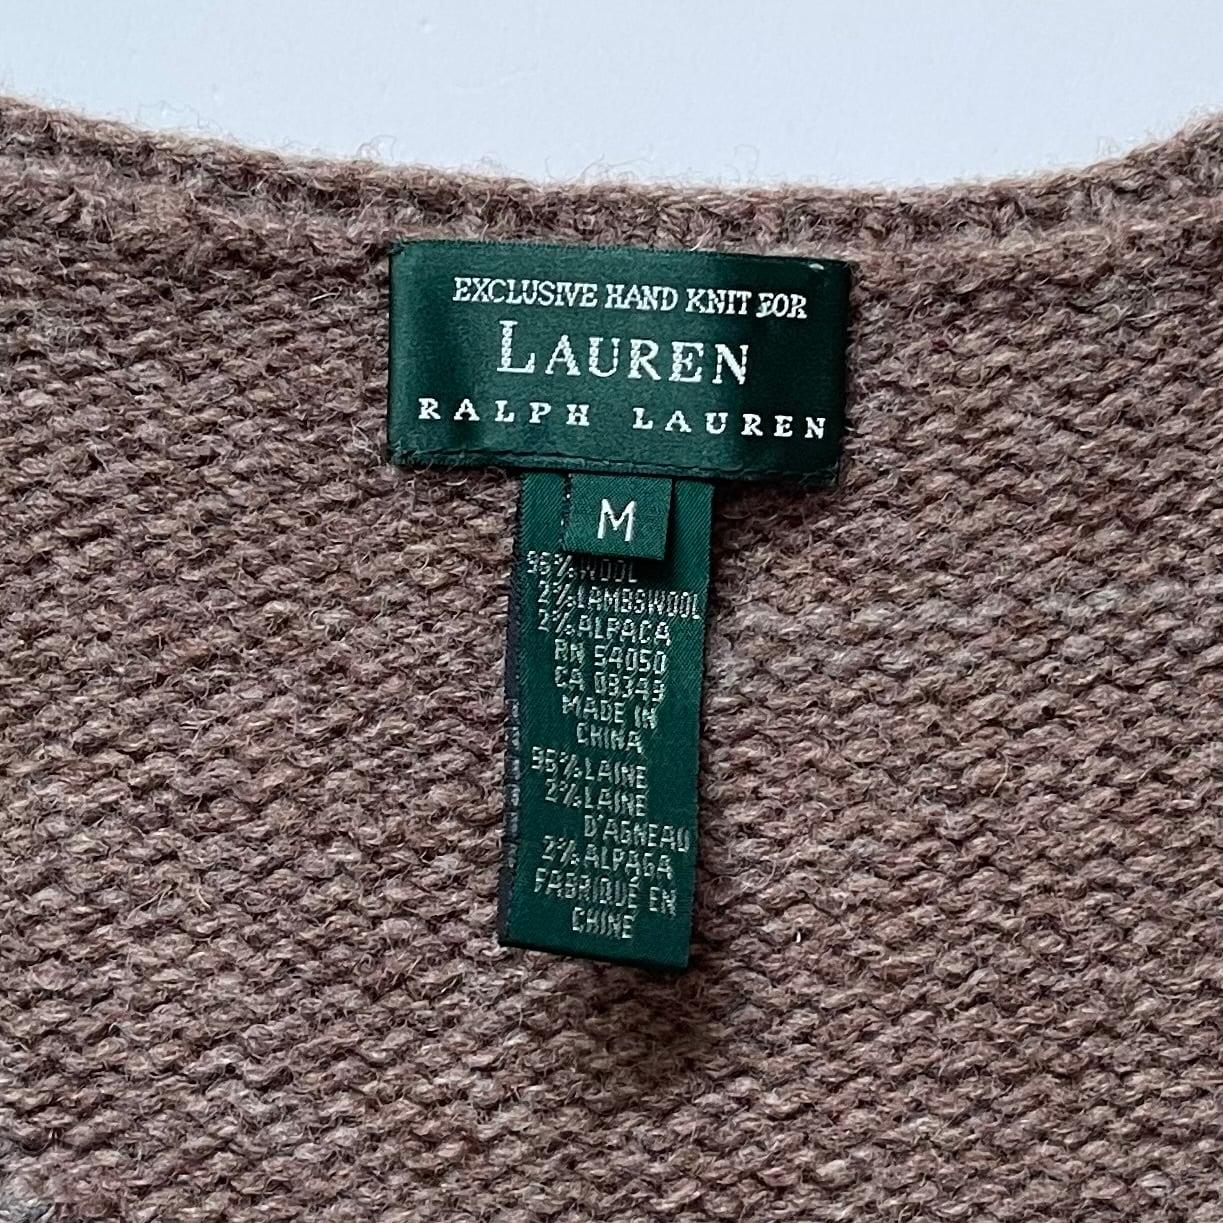 EXCLUSIVE HAND KNIT FOR
LAUREN
RALPH LAUREN
M
96% WOOL
2% LAMBSWOOL
2% ALPACA
RN 54050
CA 09349
MADE IN
CHINA
96% LAINE
2% LAINE
D'AGNEAU
2% ALPAGA
FABRIQUÉ EN
CHINE